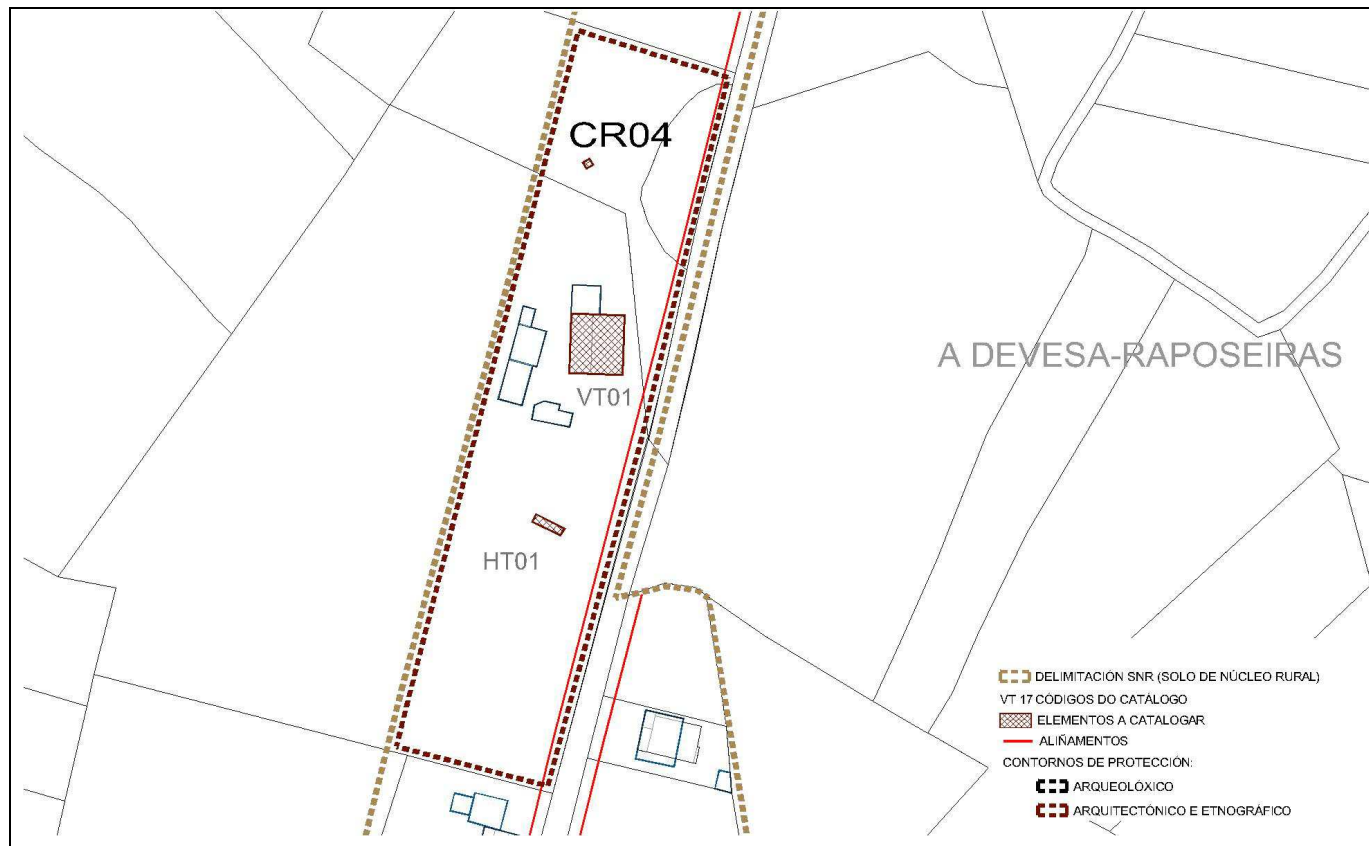 CR04
A DEVESA-RAPOSEIRAS
VT01
HT01
DELIMITACIÓN SNR (SOLO DE NÚCLEO RURAL)
VT 17 CÓDIGOS DO CATÁLOGO
ELEMENTOS A CATALOGAR
ALIÑAMENTOS
CONTORNOS DE PROTECCIÓN:
ARQUEOLÓXICO
ARQUITECTÓNICO E ETNOGRÁFICO